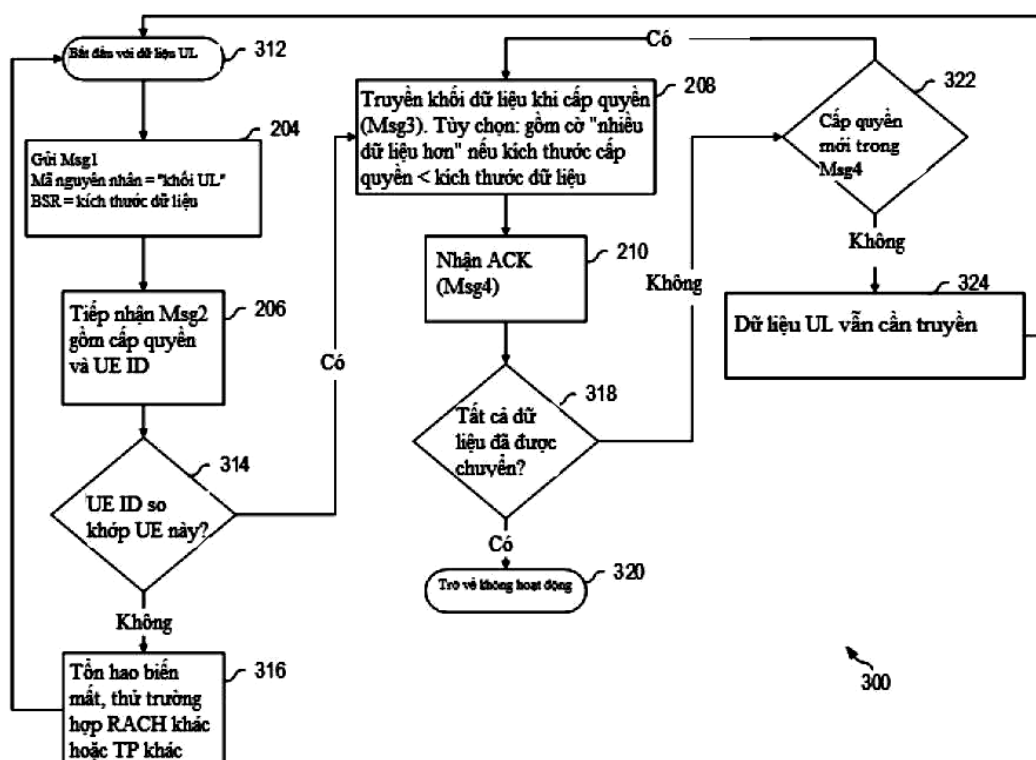 Bắt đầu với dữ liệu UL
312
204
Gửi Msg1
Mã nguyên nhân = "khối UL"
BSR = kích thước dữ liệu
Tiếp nhận Msg2
gồm cấp quyền
và UE ID
206
314
UE ID so
khớp UE này?
Không
Có
Tổn hao biến
mất, thử trường
hợp RACH khác
hoặc TP khác
316
Có
Truyền khối dữ liệu khi cấp quyền
(Msg3). Tùy chọn: gồm cờ "nhiều
dữ liệu hơn" nếu kích thước cấp
quyền < kích thước dữ liệu
208
Nhận ACK
(Msg4)
210
318
Tất cả dữ
liệu đã được
chuyển?
Không
Có
Trở về không hoạt động
320
322
Cấp quyền
mới trong
Msg4
Không
324
Dữ liệu UL vẫn cần truyền
300